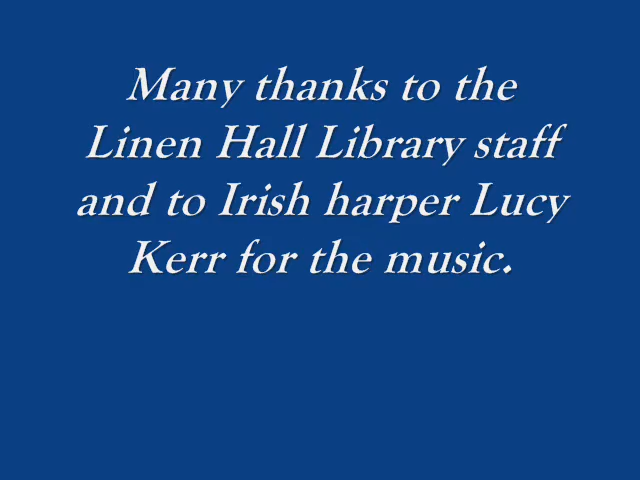 Many thanks to the
Linen Hall Library staff
and to Irish harper Lucy
Kerr for the music.